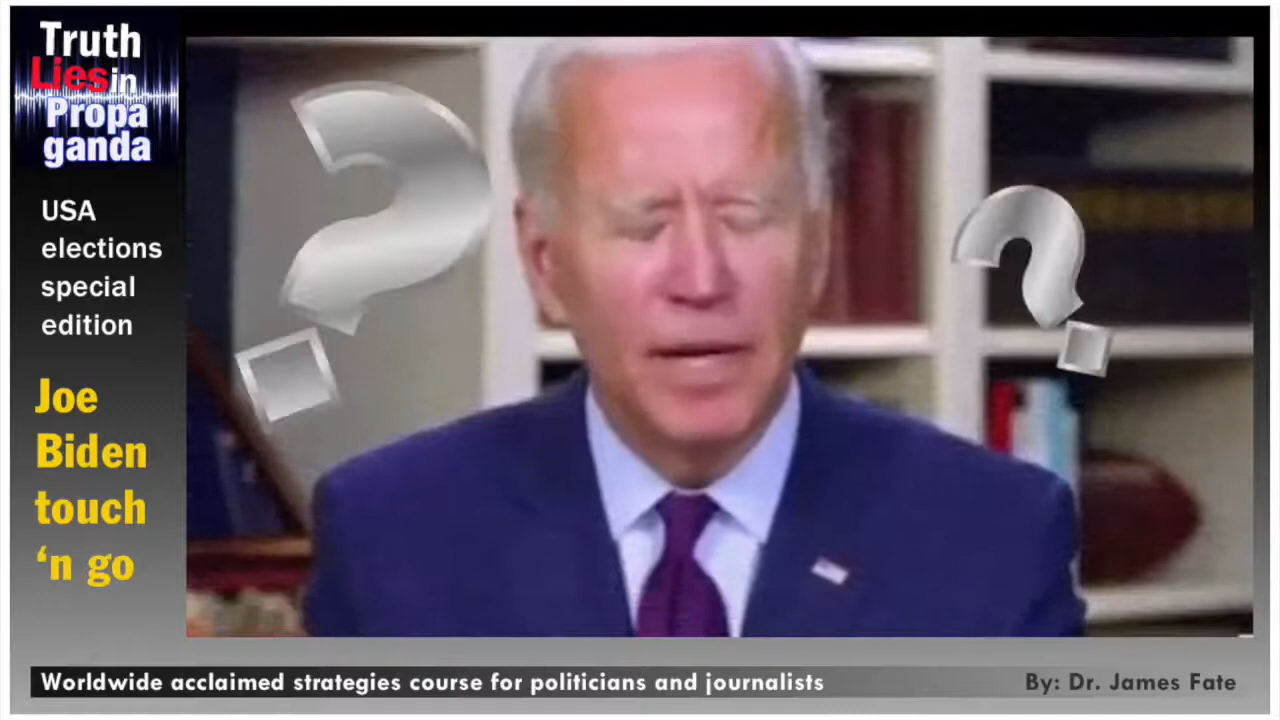 Truth
Lies in
Propa
ganda
USA
elections
special
edition
Joe
Biden
touch
‘n go
? ?
Worldwide acclaimed strategies course for politicians and journalists
By: Dr. James Fate